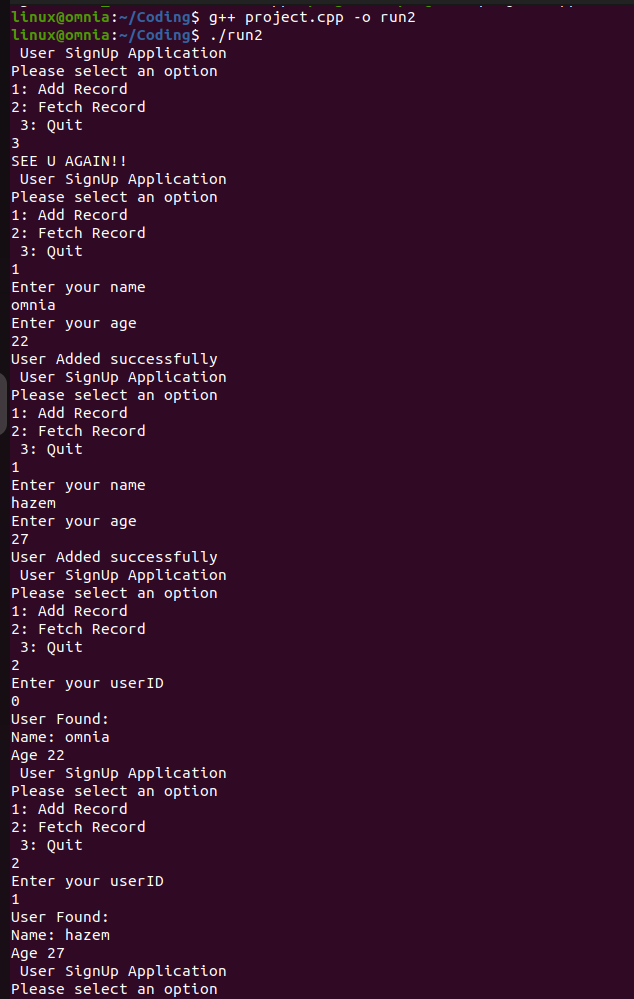 linux@omnia:~/Coding$ g++ project.cpp -o run2
linux@omnia:~/Coding$ ./run2
 User SignUp Application
Please select an option
1: Add Record
2: Fetch Record
 3: Quit
3
SEE U AGAIN!!
 User SignUp Application
Please select an option
1: Add Record
2: Fetch Record
 3: Quit
1
Enter your name
omnia
Enter your age
22
User Added successfully
 User SignUp Application
Please select an option
1: Add Record
2: Fetch Record
 3: Quit
1
Enter your name
hazem
Enter your age
27
User Added successfully
 User SignUp Application
Please select an option
1: Add Record
2: Fetch Record
 3: Quit
2
Enter your userID
0
User Found:
Name: omnia
Age 22
 User SignUp Application
Please select an option
1: Add Record
2: Fetch Record
 3: Quit
2
Enter your userID
1
User Found:
Name: hazem
Age 27
 User SignUp Application
Please select an option